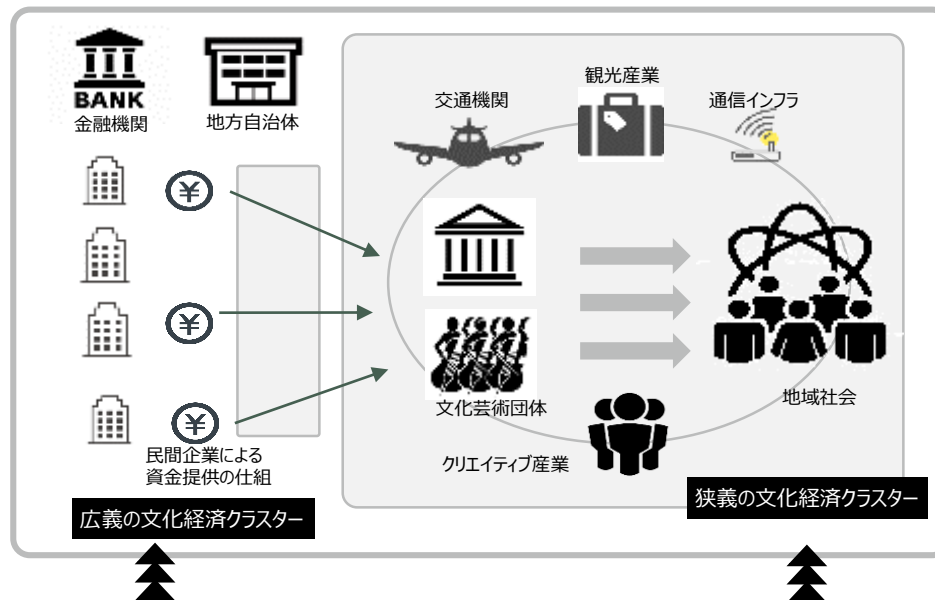 BANK
金融機関
地方自治体
観光産業
交通機関
通信インフラ
¥
¥
¥
文化芸術団体
地域社会
クリエイティブ産業
民間企業による
資金提供の仕組
広義の文化経済クラスター
狭義の文化経済クラスター